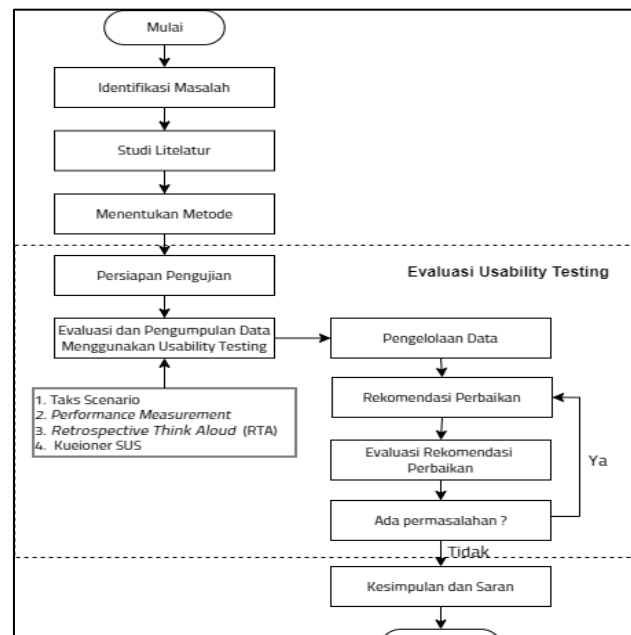 Mulai
Identifikasi Masalah
Studi Litelatur
Menentukan Metode
Persiapan Pengujian
Evaluasi Usability Testing
Evaluasi dan Pengumpulan Data
Menggunakan Usability Testing
Pengelolaan Data
1. Taks Scenario
2. Performance Measurement
3. Retrospective Think Aloud (RTA)
4. Kueioner SUS
Rekomendasi Perbaikan
Evaluasi Rekomendasi
Perbaikan
Ya
Ada permasalahan ?
Tidak
Kesimpulan dan Saran